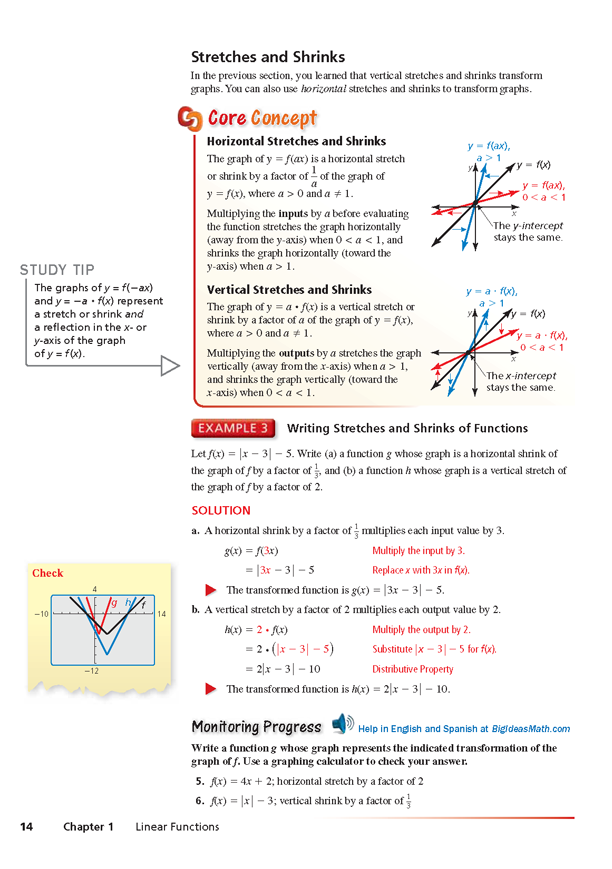 Stretches and Shrinks
In the previous section, you learned that vertical stretches and shrinks transform
graphs. You can also use horizontal stretches and shrinks to transform graphs.
Core Concept
Horizontal Stretches and Shrinks
The graph of y = f(ax) is a horizontal stretch
or shrink by a factor of 1/a of the graph of
y = f(x), where a > 0 and a ≠ 1.
Multiplying the inputs by a before evaluating
the function stretches the graph horizontally
(away from the y-axis) when 0 < a < 1, and
shrinks the graph horizontally (toward the
y-axis) when a > 1.
y = f(ax),
a > 1
y
y = f(x)
y = f(ax),
0 < a < 1
x
The y-intercept
stays the same.
STUDY TIP
The graphs of y = f(−ax)
and y = −a • f(x) represent
a stretch or shrink and
a reflection in the x- or
y-axis of the graph
of y = f(x).
Vertical Stretches and Shrinks
The graph of y = a • f(x) is a vertical stretch or
shrink by a factor of a of the graph of y = f(x),
where a > 0 and a ≠ 1.
Multiplying the outputs by a stretches the graph
vertically (away from the x-axis) when a > 1,
and shrinks the graph vertically (toward the
x-axis) when 0 < a < 1.
y = a • f(x),
a > 1
y
y = f(x)
y = a • f(x),
0 < a < 1
x
The x-intercept
stays the same.
EXAMPLE 3 Writing Stretches and Shrinks of Functions
Let f(x) = |x − 3| − 5. Write (a) a function g whose graph is a horizontal shrink of
the graph of f by a factor of 1/3, and (b) a function h whose graph is a vertical stretch of
the graph of f by a factor of 2.
SOLUTION
a. A horizontal shrink by a factor of 1/3 multiplies each input value by 3.
g(x) = f(3x) Multiply the input by 3.
= |3x − 3| − 5 Replace x with 3x in f(x).
The transformed function is g(x) = |3x − 3| − 5.
b. A vertical stretch by a factor of 2 multiplies each output value by 2.
h(x) = 2 • f(x) Multiply the output by 2.
= 2 • (|x − 3| − 5) Substitute |x − 3| − 5 for f(x).
= 2|x − 3| − 10 Distributive Property
The transformed function is h(x) = 2|x − 3| − 10.
Check
4
g h f
−10 14
−12
Monitoring Progress Help in English and Spanish at BigIdeasMath.com
Write a function g whose graph represents the indicated transformation of the
graph of f. Use a graphing calculator to check your answer.
5. f(x) = 4x + 2; horizontal stretch by a factor of 2
6. f(x) = |x| − 3; vertical shrink by a factor of 1/3
14 Chapter 1 Linear Functions